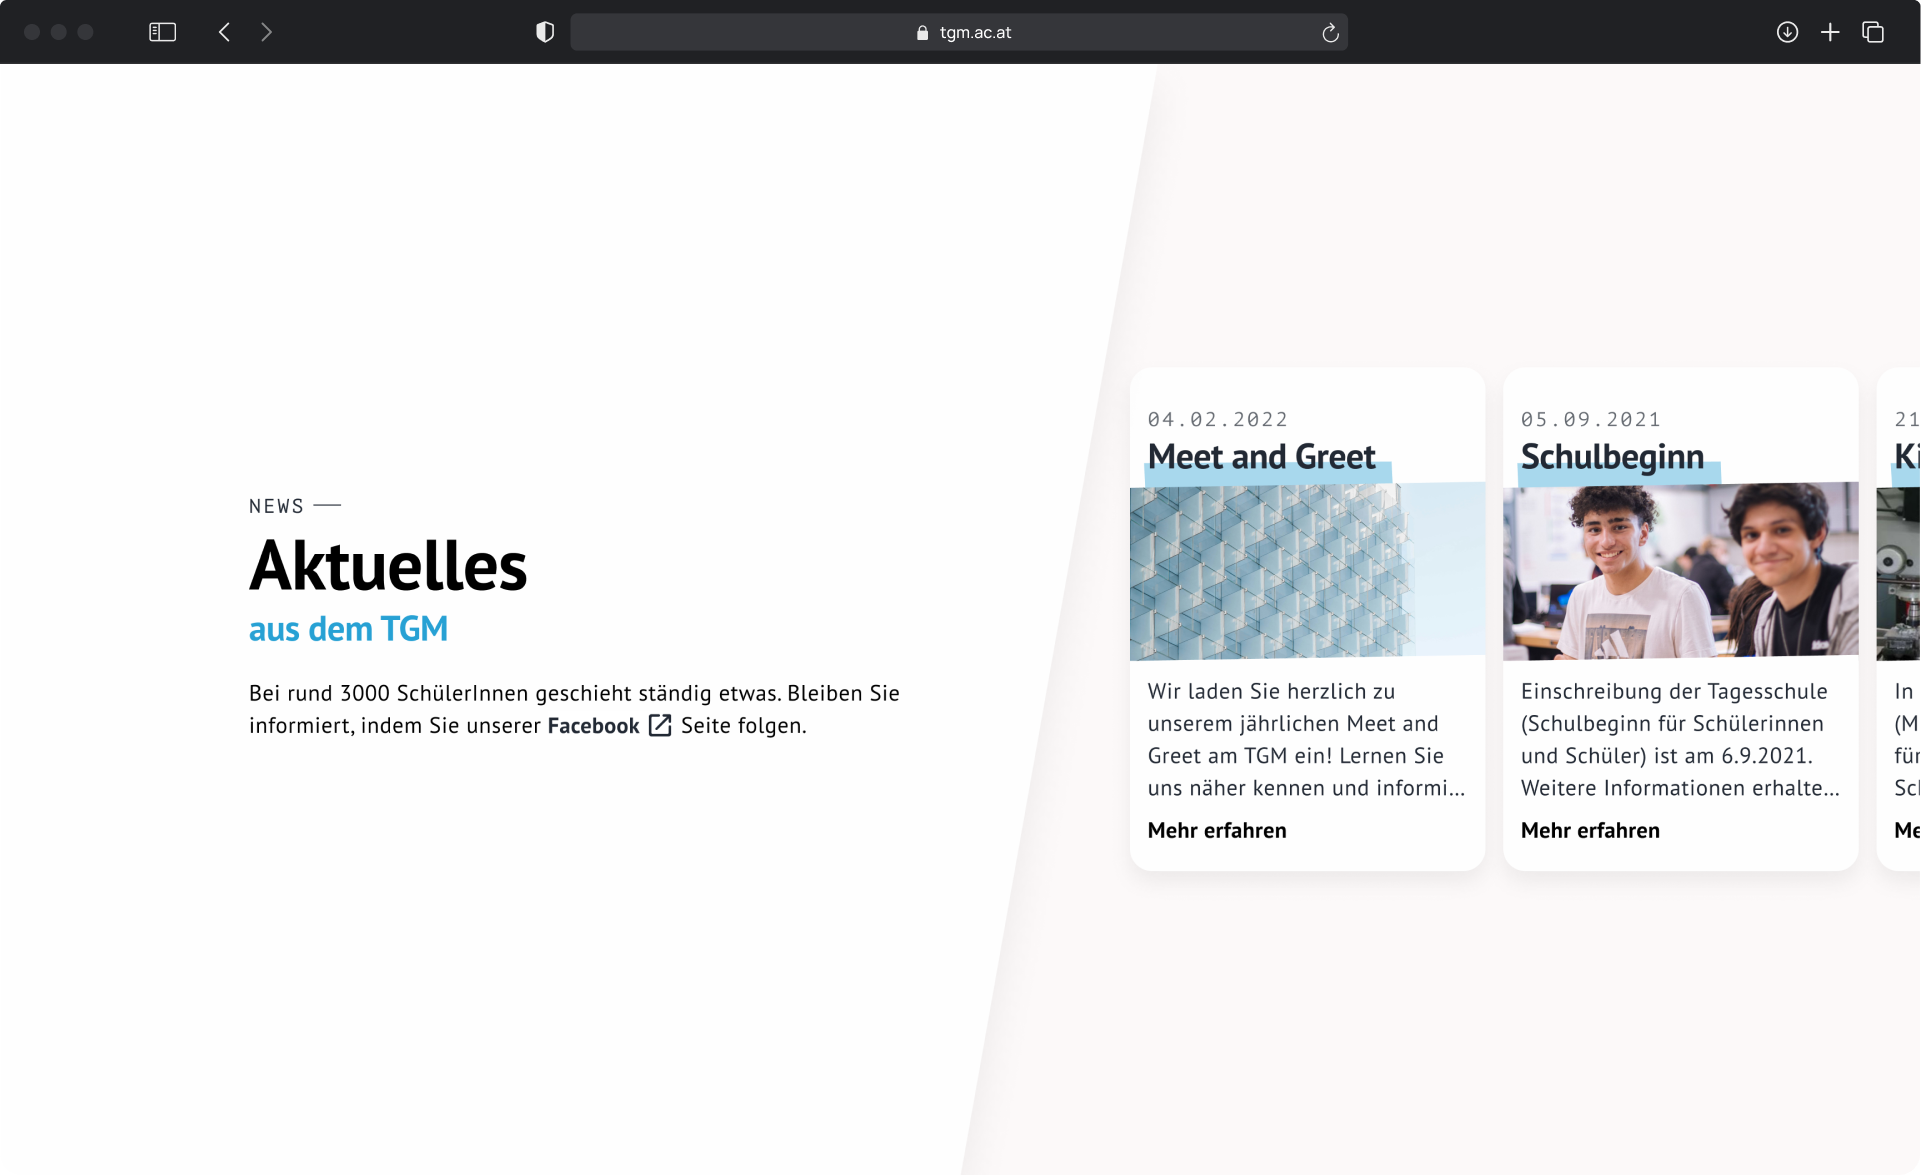 tgm.ac.at
NEWS
Aktuelles
aus dem TGM
Bei rund 3000 SchülerInnen geschieht ständig etwas. Bleiben Sie
informiert, indem Sie unserer Facebook Seite folgen.
04.02.2022
Meet and Greet
Wir laden Sie herzlich zu
unserem jährlichen Meet and
Greet am TGM ein! Lernen Sie
uns näher kennen und informi...
Mehr erfahren
05.09.2021
Schulbeginn
Einschreibung der Tagesschule
(Schulbeginn für Schülerinnen
und Schüler) ist am 6.9.2021.
Weitere Informationen erhalte...
Mehr erfahren
21
Ki
In
(M
für
Sch
Me